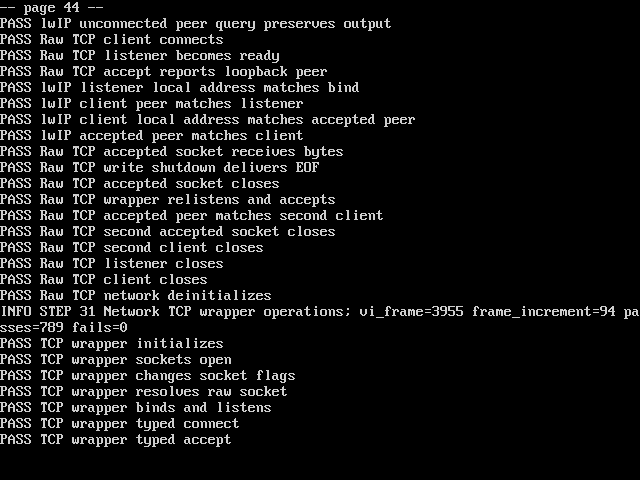 -- page 44 --
PASS lwIP unconnected peer query preserves output
PASS Raw TCP client connects
PASS Raw TCP listener becomes ready
PASS Raw TCP accept reports loopback peer
PASS lwIP listener local address matches bind
PASS lwIP client peer matches listener
PASS lwIP client local address matches accepted peer
PASS lwIP accepted peer matches client
PASS Raw TCP accepted socket receives bytes
PASS Raw TCP write shutdown delivers EOF
PASS Raw TCP accepted socket closes
PASS Raw TCP wrapper relistens and accepts
PASS Raw TCP accepted peer matches second client
PASS Raw TCP second accepted socket closes
PASS Raw TCP second client closes
PASS Raw TCP listener closes
PASS Raw TCP client closes
PASS Raw TCP network deinitializes
INFO STEP 31 Network TCP wrapper operations; vi_frame=3955 frame_increment=94 pa
sses=789 fails=0
PASS TCP wrapper initializes
PASS TCP wrapper sockets open
PASS TCP wrapper changes socket flags
PASS TCP wrapper resolves raw socket
PASS TCP wrapper binds and listens
PASS TCP wrapper typed connect
PASS TCP wrapper typed accept